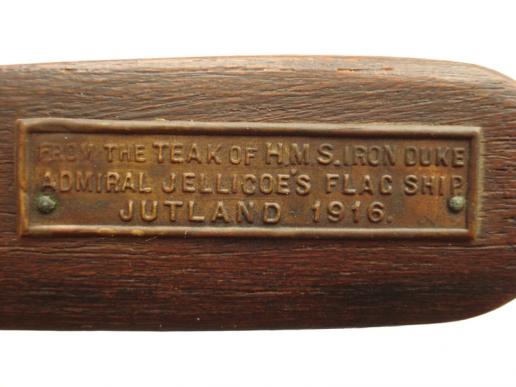 FROM THE TEAK OF H.M.S. IRON DUKE
ADMIRAL JELLICOE'S FLAG SHIP
JUTLAND 1916.